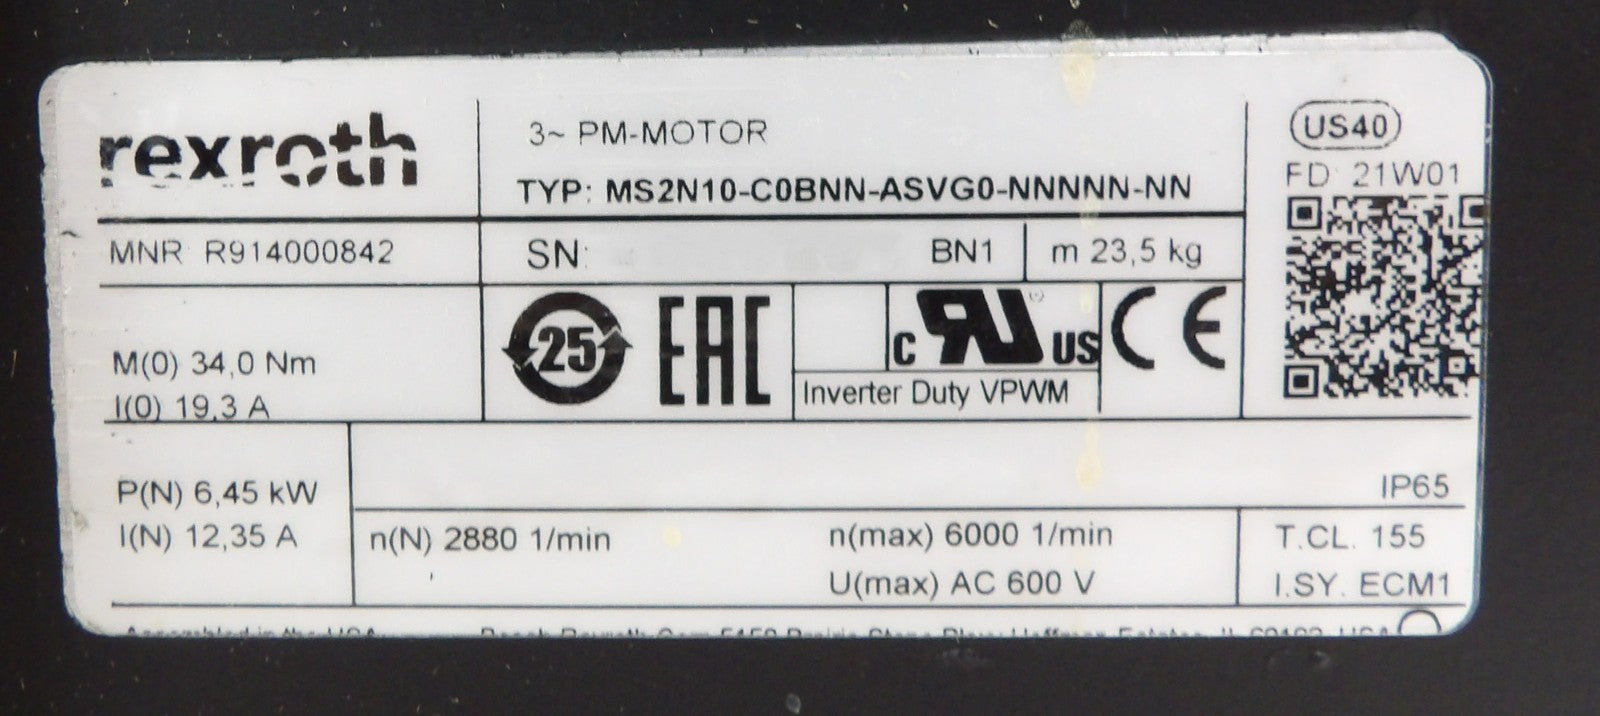 rexroth
3~ PM-MOTOR
TYP: MS2N10-C0BNN-ASVG0-NNNNN-NN
US40
FD 21W01
MNR R914000842
SN:
BN1
m 23,5 kg
M(0) 34,0 Nm
I(0) 19,3 A
25
EAC
c RU US
CE
Inverter Duty VPWM
P(N) 6,45 kW
I(N) 12,35 A
IP65
n(N) 2880 1/min
n(max) 6000 1/min
U(max) AC 600 V
T.CL. 155
I.SY. ECM1